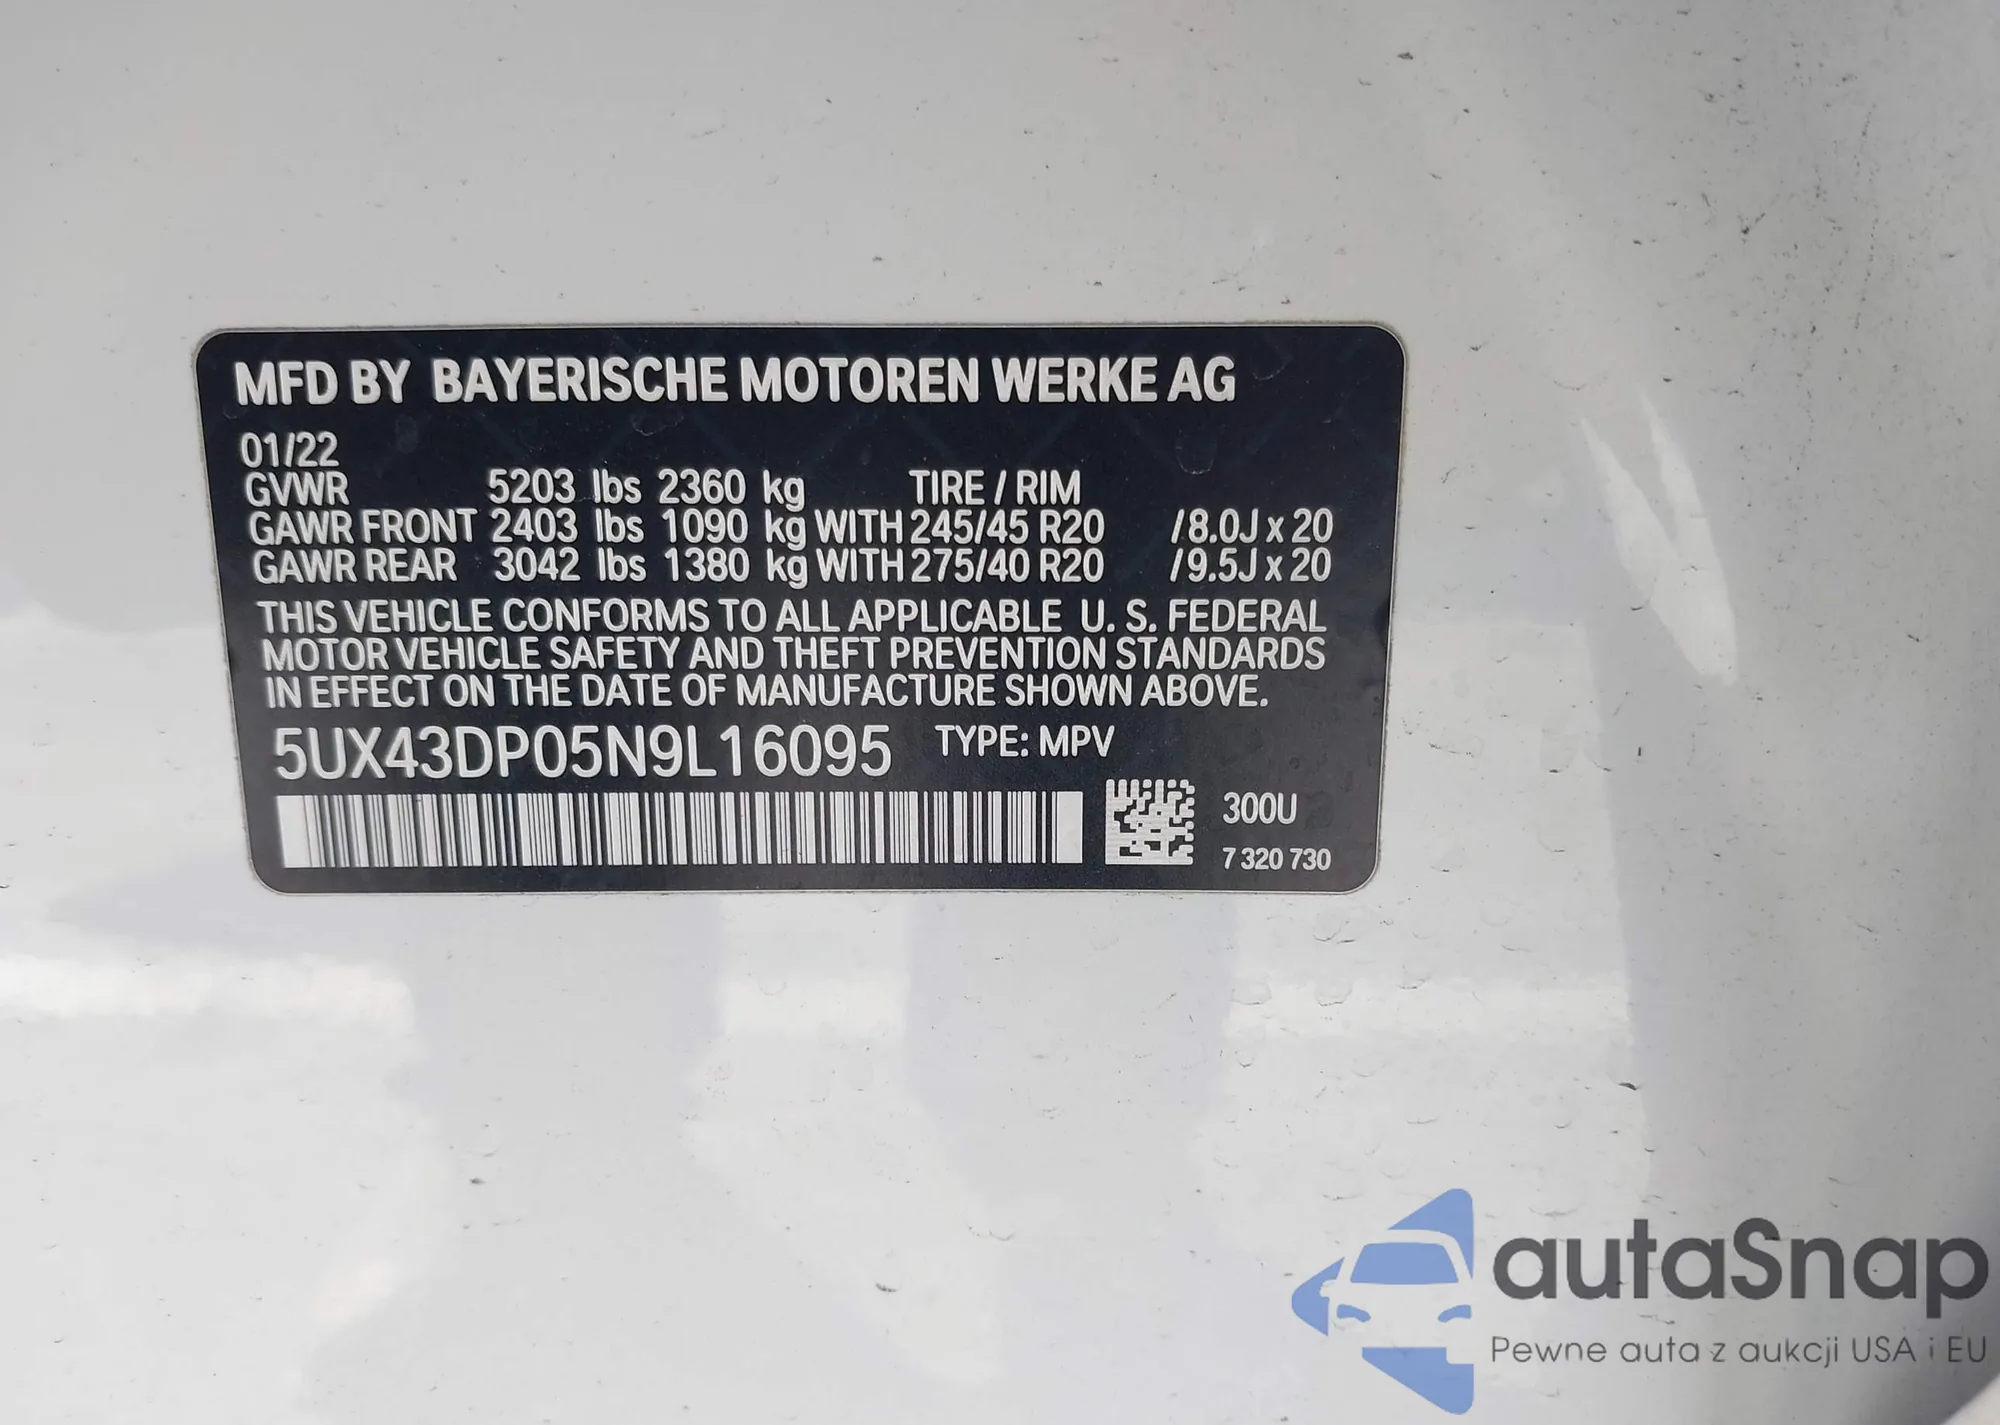 MFD BY BAYERISCHE MOTOREN WERKE AG
01/22
GVWR 5203 lbs 2360 kg TIRE / RIM
GAWR FRONT 2403 lbs 1090 kg WITH 245/45 R20 /8.0J x 20
GAWR REAR 3042 lbs 1380 kg WITH 275/40 R20 /9.5J x 20
THIS VEHICLE CONFORMS TO ALL APPLICABLE U. S. FEDERAL
MOTOR VEHICLE SAFETY AND THEFT PREVENTION STANDARDS
IN EFFECT ON THE DATE OF MANUFACTURE SHOWN ABOVE.
5UX43DP05N9L16095 TYPE: MPV
300U
7 320 730
autaSnap
Pewne auta z aukcji USA i EU